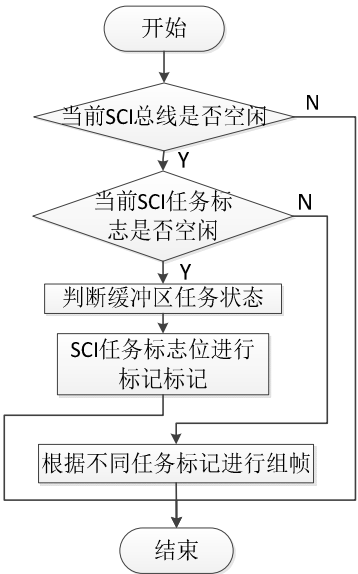 开始
当前SCI总线是否空闲
N
Y
当前SCI任务标
志是否空闲
N
Y
判断缓冲区任务状态
SCI任务标志位进行
标记标记
根据不同任务标记进行组帧
结束